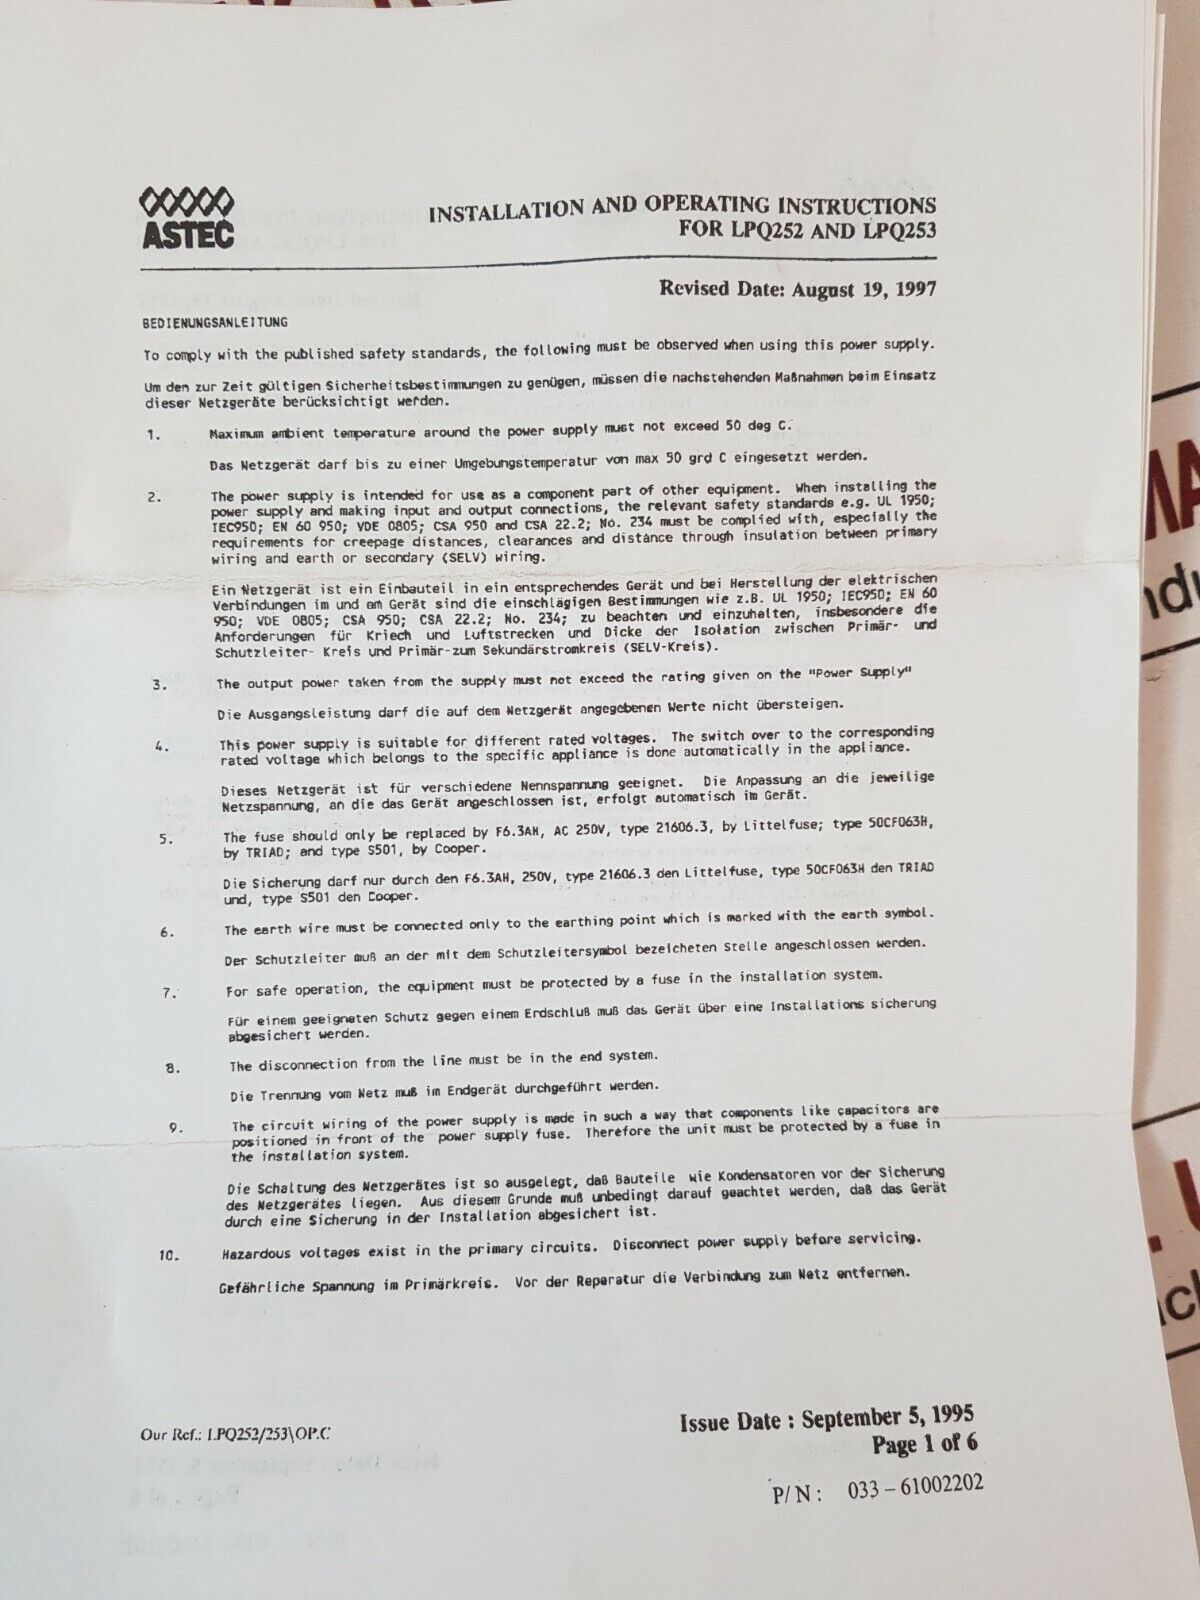 ASTEC
INSTALLATION AND OPERATING INSTRUCTIONS
FOR LPQ252 AND LPQ253
Revised Date: August 19, 1997
BEDIENUNGSANLEITUNG
To comply with the published safety standards, the following must be observed when using this power supply.
Um den zur Zeit gültigen Sicherheitsbestimmungen zu genügen, müssen die nachstehenden Maßnahmen beim Einsatz
dieser Netzgeräte berücksichtigt werden.
1. Maximum ambient temperature around the power supply must not exceed 50 deg C.
Das Netzgerät darf bis zu einer Umgebungstemperatur von max 50 grd C eingesetzt werden.
2. The power supply is intended for use as a component part of other equipment. When installing the
power supply and making input and output connections, the relevant safety standards e.g. UL 1950;
IEC950; EN 60 950; VDE 0805; CSA 950 and CSA 22.2; No. 234 must be complied with, especially the
requirements for creepage distances, clearances and distance through insulation between primary
wiring and earth or secondary (SELV) wiring.
Ein Netzgerät ist ein Einbauteil in ein entsprechendes Gerät und bei Herstellung der elektrischen
Verbindungen im und am Gerät sind die einschlägigen Bestimmungen wie z.B. UL 1950; IEC950; EN 60
950; VDE 0805; CSA 950; CSA 22.2; No. 234; zu beachten und einzuhalten, insbesondere die
Anforderungen für Kriech und Luftstrecken und Dicke der Isolation zwischen Primär- und
Schutzleiter- Kreis und Primär-zum Sekundärstromkreis (SELV-Kreis).
3. The output power taken from the supply must not exceed the rating given on the "Power Supply"
Die Ausgangsleistung darf die auf dem Netzgerät angegebenen Werte nicht übersteigen.
4. This power supply is suitable for different rated voltages. The switch over to the corresponding
rated voltage which belongs to the specific appliance is done automatically in the appliance.
Dieses Netzgerät ist für verschiedene Nennspannung geeignet. Die Anpassung an die jeweilige
Netzspannung, an die das Gerät angeschlossen ist, erfolgt automatisch im Gerät.
5. The fuse should only be replaced by F6.3AH, AC 250V, type 21606.3, by Littelfuse; type 50CF063H,
by TRIAD; and type S501, by Cooper.
Die Sicherung darf nur durch den F6.3AH, 250V, type 21606.3 den Littelfuse, type 50CF063H den TRIAD
und, type S501 den Cooper.
6. The earth wire must be connected only to the earthing point which is marked with the earth symbol.
Der Schutzleiter muß an der mit dem Schutzleitersymbol bezeicheten Stelle angeschlossen werden.
7. For safe operation, the equipment must be protected by a fuse in the installation system.
Für einem geeigneten Schutz gegen einem Erdschluß muß das Gerät über eine Installations sicherung
abgesichert werden.
8. The disconnection from the line must be in the end system.
Die Trennung vom Netz muß im Endgerät durchgeführt werden.
9. The circuit wiring of the power supply is made in such a way that components like capacitors are
positioned in front of the power supply fuse. Therefore the unit must be protected by a fuse in
the installation system.
Die Schaltung des Netzgerätes ist so ausgelegt, daß Bauteile wie Kondensatoren vor der Sicherung
des Netzgerätes liegen. Aus diesem Grunde muß unbedingt darauf geachtet werden, daß das Gerät
durch eine Sicherung in der Installation abgesichert ist.
10. Hazardous voltages exist in the primary circuits. Disconnect power supply before servicing.
Gefährliche Spannung im Primärkreis. Vor der Reparatur die Verbindung zum Netz entfernen.
Our Ref.: LPQ252/253\OP.C
Issue Date : September 5, 1995
Page 1 of 6
P/N : 033 – 61002202